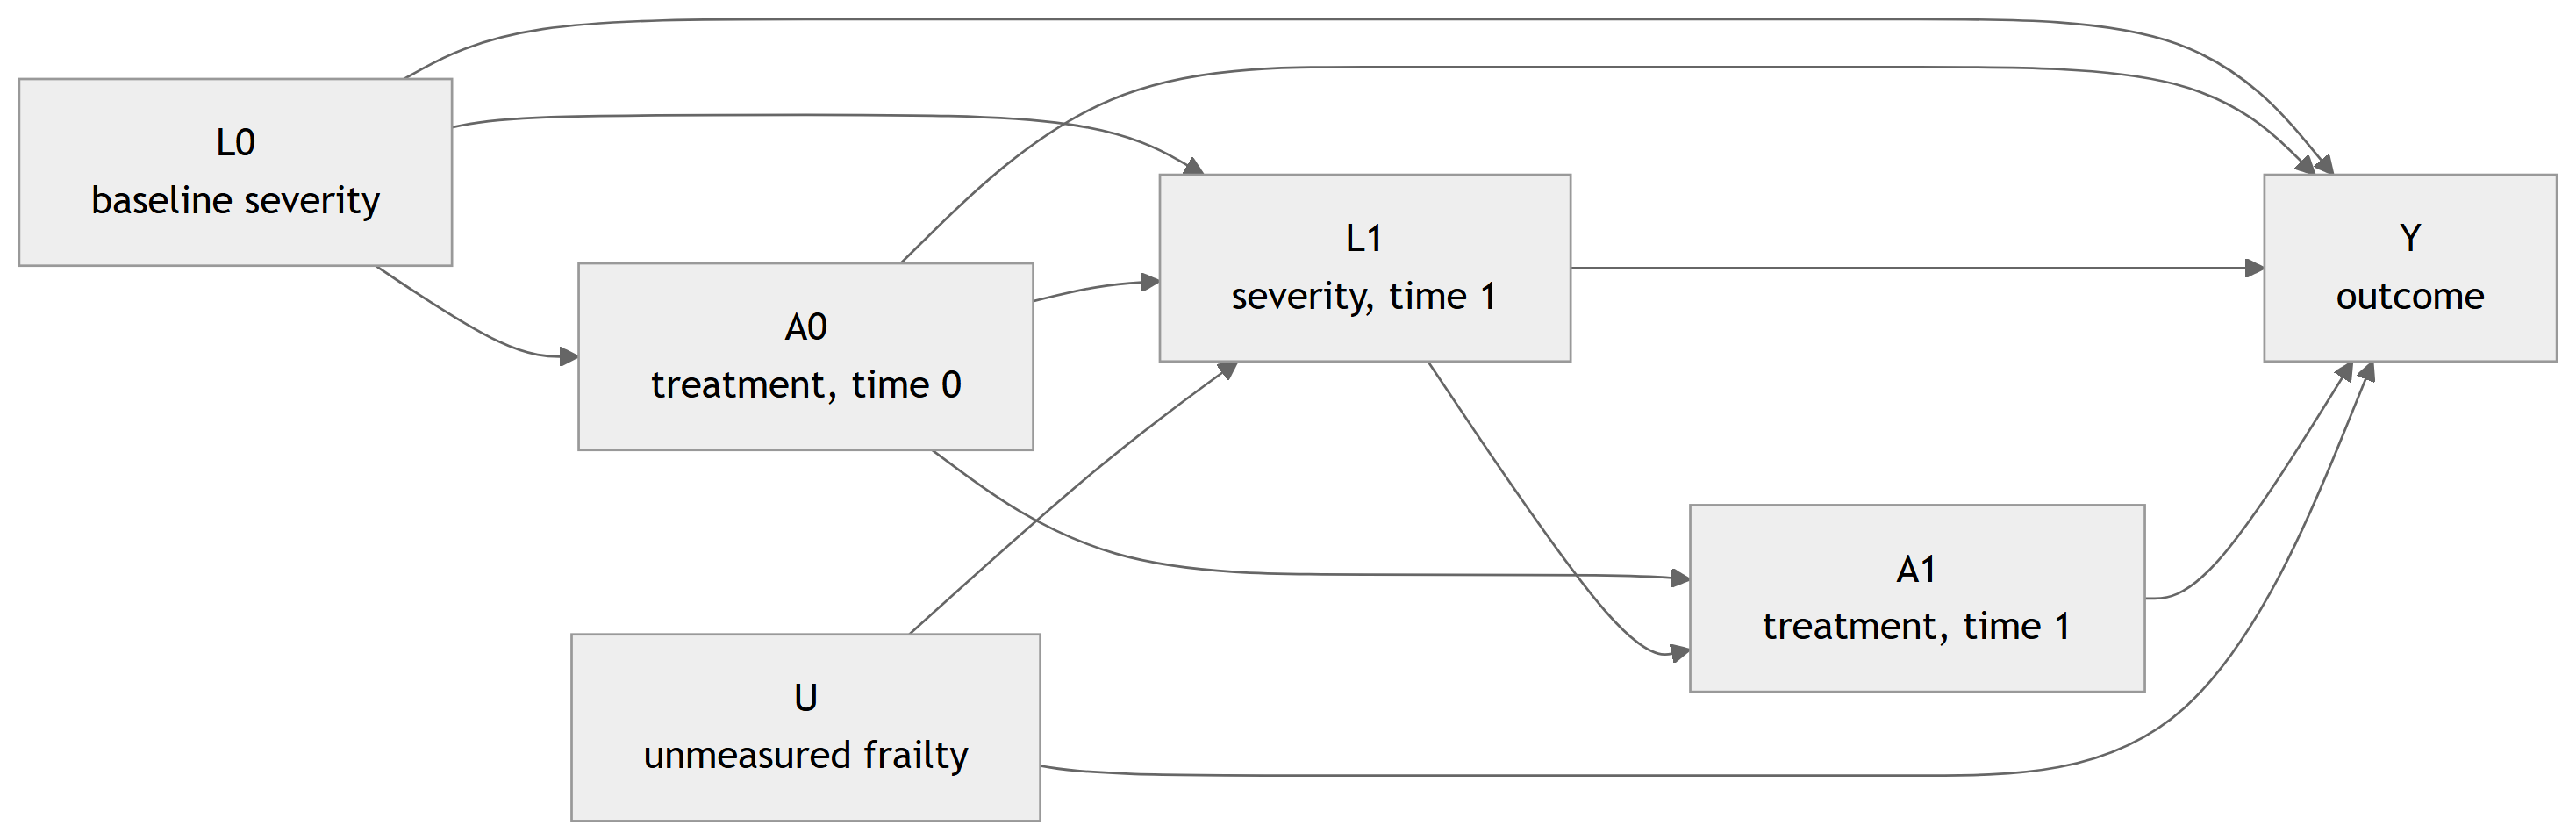 L0
baseline severity
A0
treatment, time 0
U
unmeasured frailty
L1
severity, time 1
A1
treatment, time 1
Y
outcome